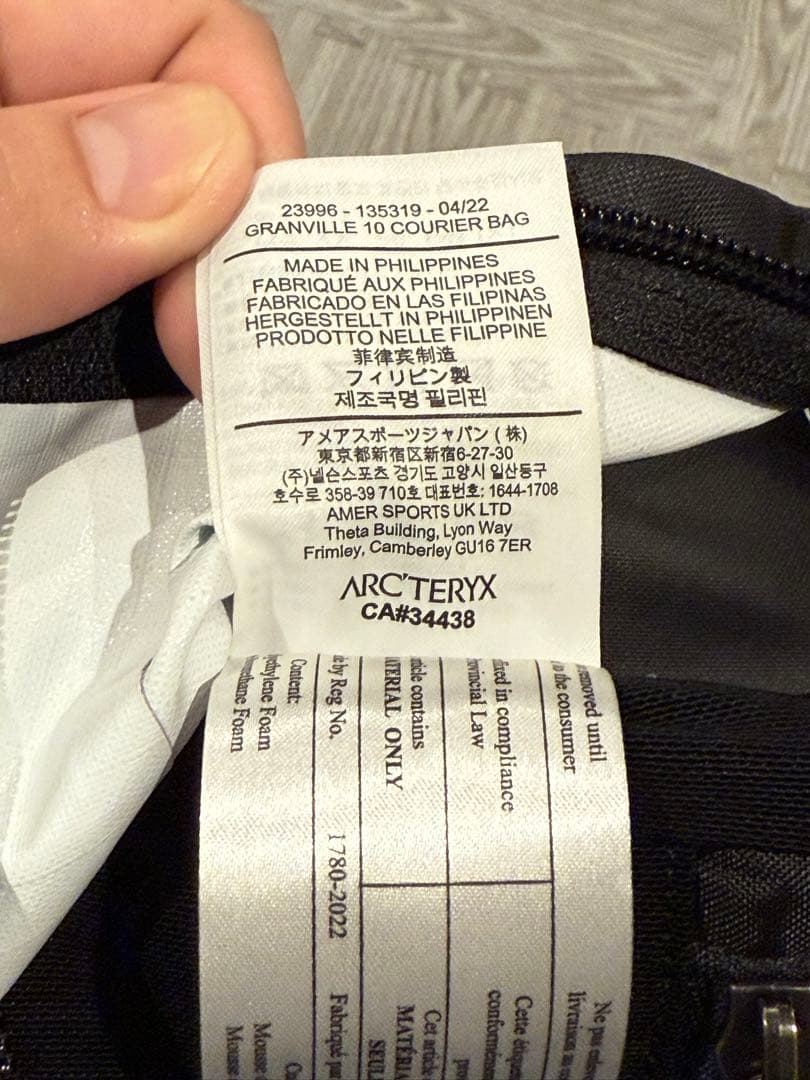 23996 - 135319 - 04/22
GRANVILLE 10 COURIER BAG
MADE IN PHILIPPINES
FABRIQUÉ AUX PHILIPPINES
FABRICADO EN LAS FILIPINAS
HERGESTELLT IN PHILIPPINEN
PRODOTTO NELLE FILIPPINE
菲律宾制造
フィリピン製
제조국명 필리핀
アメアスポーツジャパン ( 株)
東京都新宿区新宿6-27-30
(주)넬슨스포츠 경기도 고양시 일산동구
호수로 358-39 710호 대표번호: 1644-1708
AMER SPORTS UK LTD
Theta Building, Lyon Way
Frimley, Camberley GU16 7ER
ARC'TERYX
CA#34438
removed until
the consumer
in compliance
Law
contains
ONLY
by Reg No.
1780-2022
Content:
Foam
Foam
Ne pas
livraison au
Cette
Cet article
Fabriqué par
Mousse
Mousse